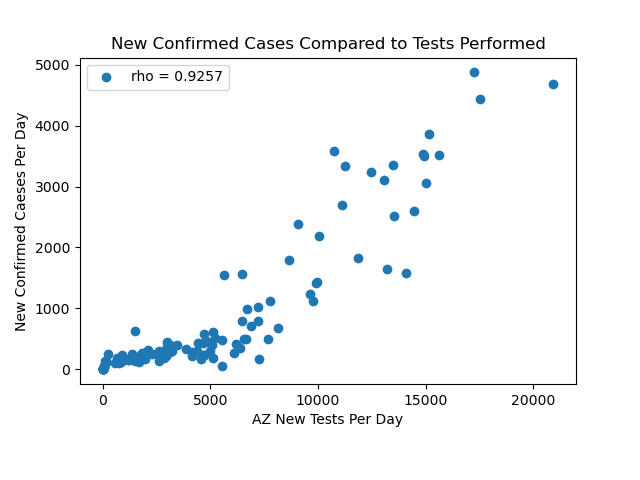 New Confirmed Cases Compared to Tests Performed
rho = 0.9257
New Confirmed Caeses Per Day
5000
4000
3000
2000
1000
0
0 5000 10000 15000 20000
AZ New Tests Per Day